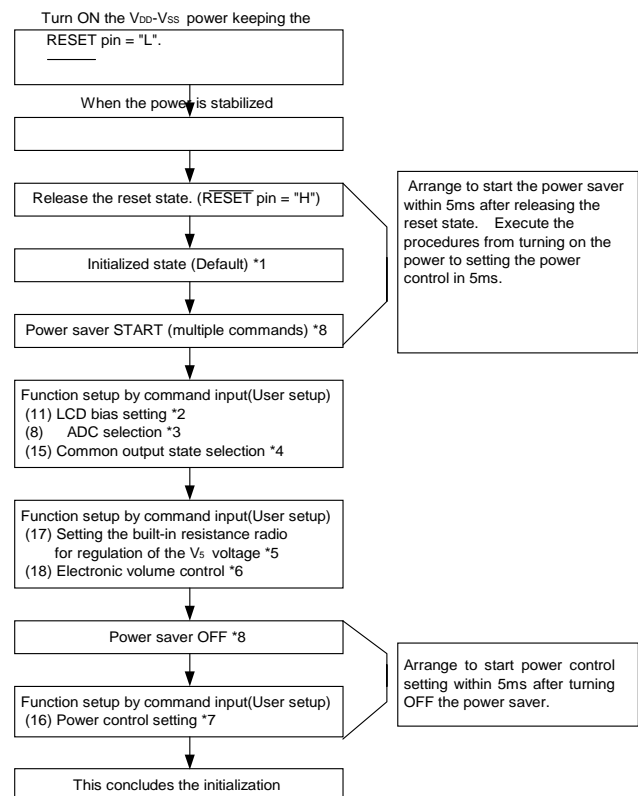 Turn ON the VDD-VSS power keeping the
RESET pin = "L".
When the power is stabilized
Release the reset state. (RESET pin = "H")
Initialized state (Default) *1
Power saver START (multiple commands) *8
Arrange to start the power saver
within 5ms after releasing the
reset state. Execute the
procedures from turning on the
power to setting the power
control in 5ms.
Function setup by command input(User setup)
(11) LCD bias setting *2
(8) ADC selection *3
(15) Common output state selection *4
Function setup by command input(User setup)
(17) Setting the built-in resistance radio
for regulation of the V5 voltage *5
(18) Electronic volume control *6
Power saver OFF *8
Function setup by command input(User setup)
(16) Power control setting *7
Arrange to start power control
setting within 5ms after turning
OFF the power saver.
This concludes the initialization